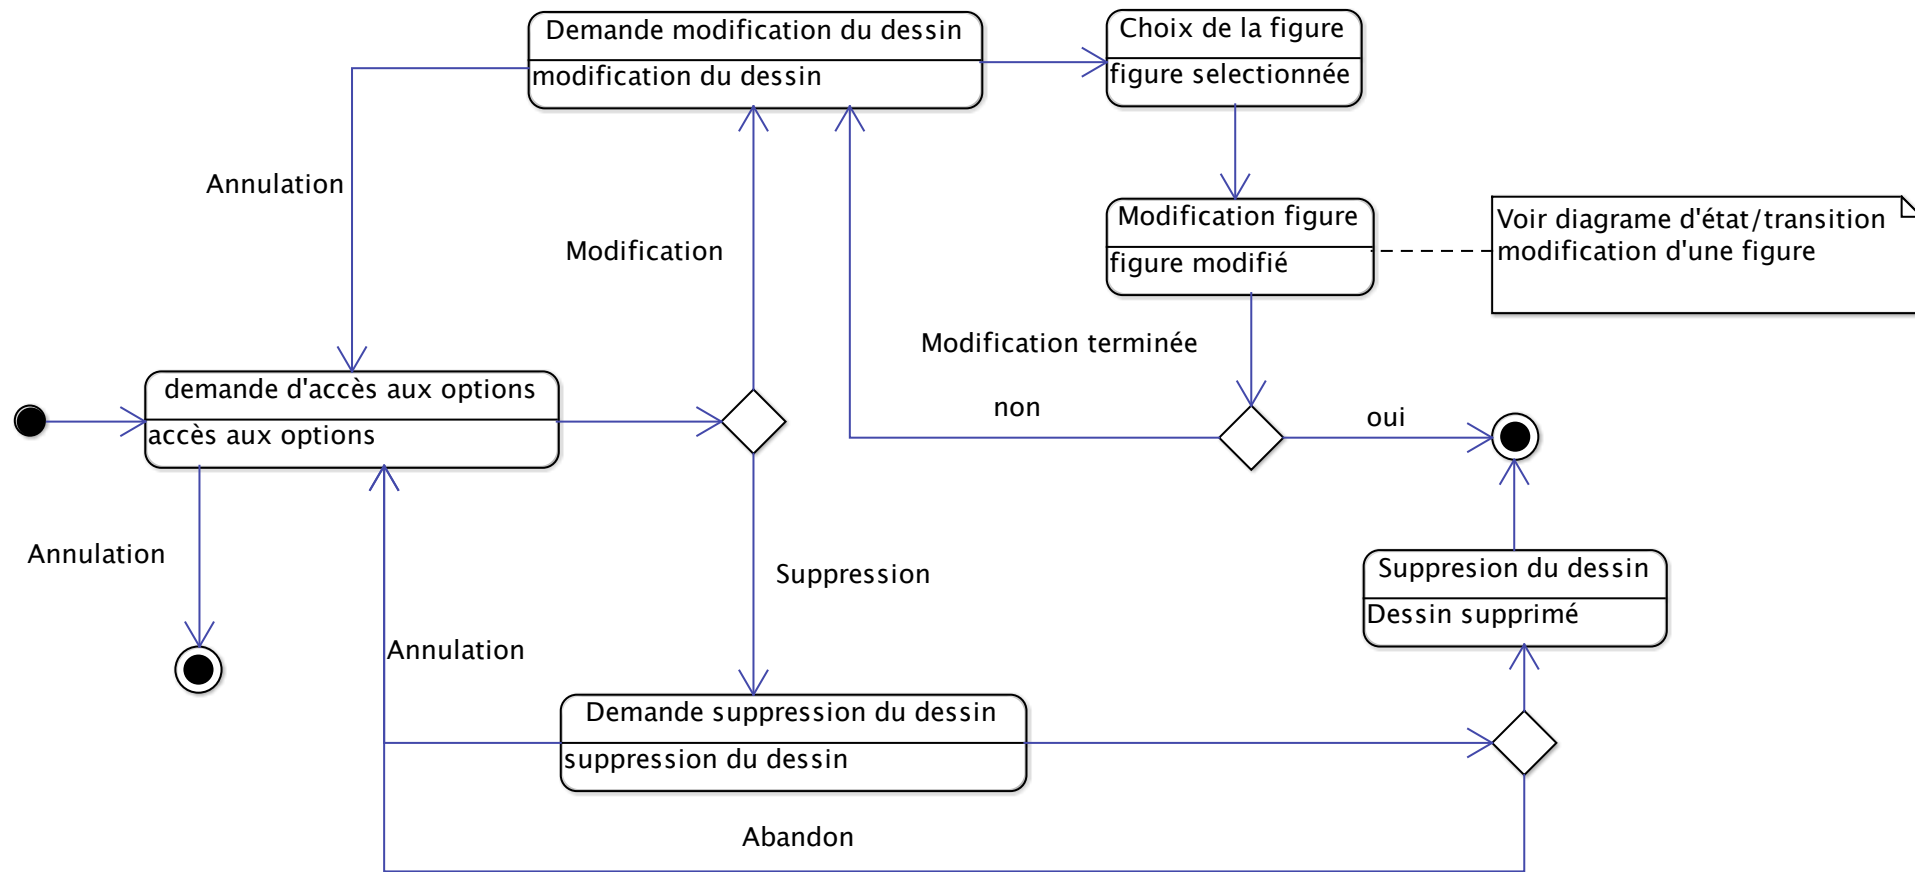 Demande modification du dessin
modification du dessin
Choix de la figure
figure selectionnée
Annulation
Modification
Modification figure
figure modifié
Voir diagrame d'état/transition
modification d'une figure
Modification terminée
non
oui
demande d'accès aux options
accès aux options
Annulation
Suppression
Annulation
Suppresion du dessin
Dessin supprimé
Demande suppression du dessin
suppression du dessin
Abandon